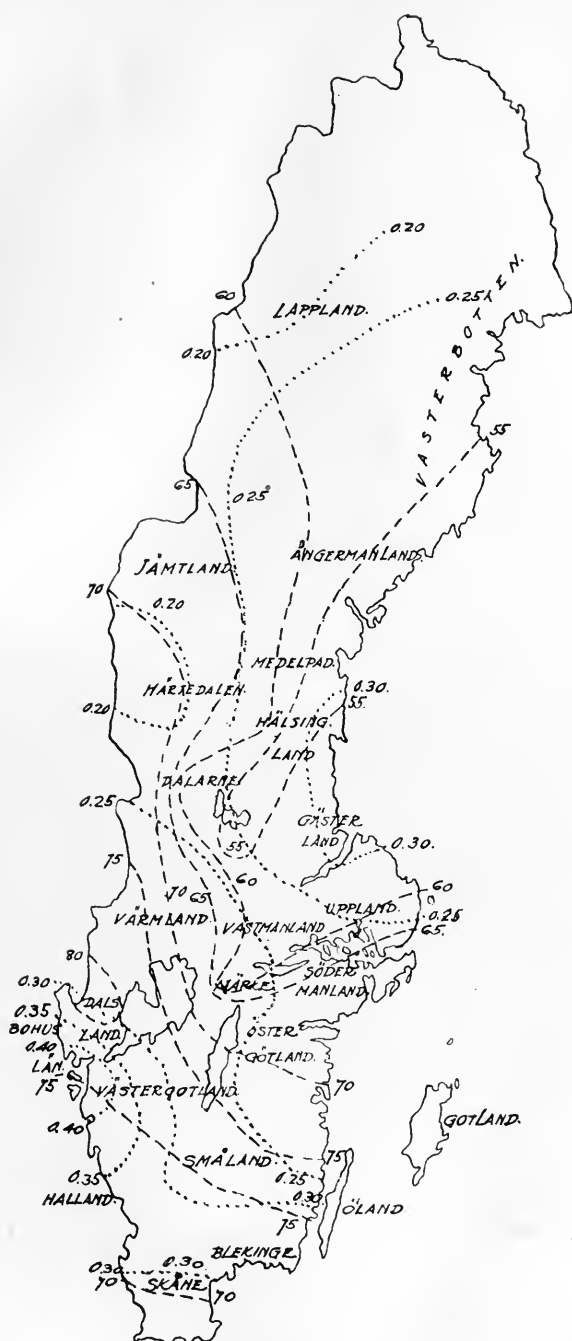 0.20
0.25
60
LAPPLAND.
0.20
VÄSTERBOTTEN.
55
65
0.25
JÄMTLAND
ÅNGERMANLAND.
70
0.20
MEDELPAD.
HÄRJEDALEN.
0.30.
55
0.20
HÄLSING
LAND
DALARNE
0.25
GÄSTER
LAND
55
0.30.
75
60
60
70
65
UPPLAND.
0.25
VÄRMLAND
VÄSTMANLAND
65.
80
NÄRKE
SÖDER
MANLAND.
0.30
DALS
LAND.
0.35
BOHUS
ÖSTER
GÖTLAND.
0.40
LÄN.
75
VÄSTERGOTLAND.
70
GOTLAND.
0.40
75
SMÅLAND.
0.35
0.25
HALLAND.
0.30
ÖLAND
75
BLEKINGE
0.30
0.30
SKÅNE
70
70